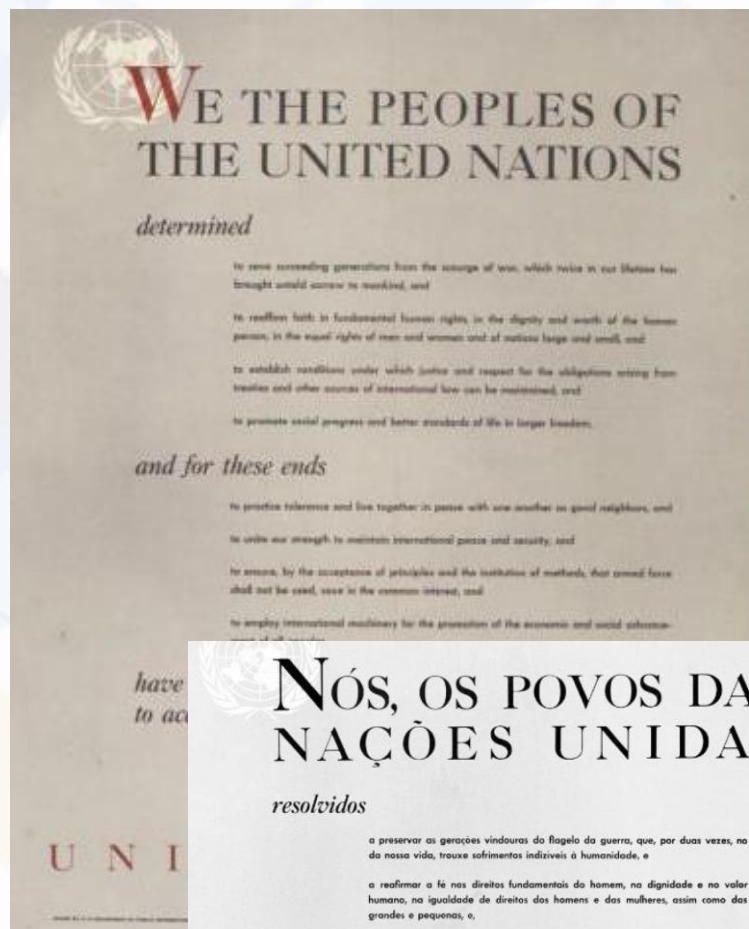 WE THE PEOPLES OF
THE UNITED NATIONS
determined
to save succeeding generations from the scourge of war, which twice in our lifetime has
brought untold sorrow to mankind, and
to reaffirm faith in fundamental human rights, in the dignity and worth of the human
person, in the equal rights of men and women and of nations large and small, and
to establish conditions under which justice and respect for the obligations arising from
treaties and other sources of international law can be maintained, and
to promote social progress and better standards of life in larger freedom,
and for these ends
to practice tolerance and live together in peace with one another as good neighbors, and
to unite our strength to maintain international peace and security, and
to ensure, by the acceptance of principles and the institution of methods, that armed force
shall not be used, save in the common interest, and
to employ international machinery for the promotion of the economic and social advance-
have
to acc
UNI
NÓS, OS POVOS DA
NAÇÕES UNIDA
resolvidos
a preservar as gerações vindouras do flagelo da guerra, que, por duas vezes, no
da nossa vida, trouxe sofrimentos indizíveis à humanidade, e
a reafirmar a fé nos direitos fundamentais do homem, na dignidade e no valor
humano, na igualdade de direitos dos homens e das mulheres, assim como das
grandes e pequenas, e,